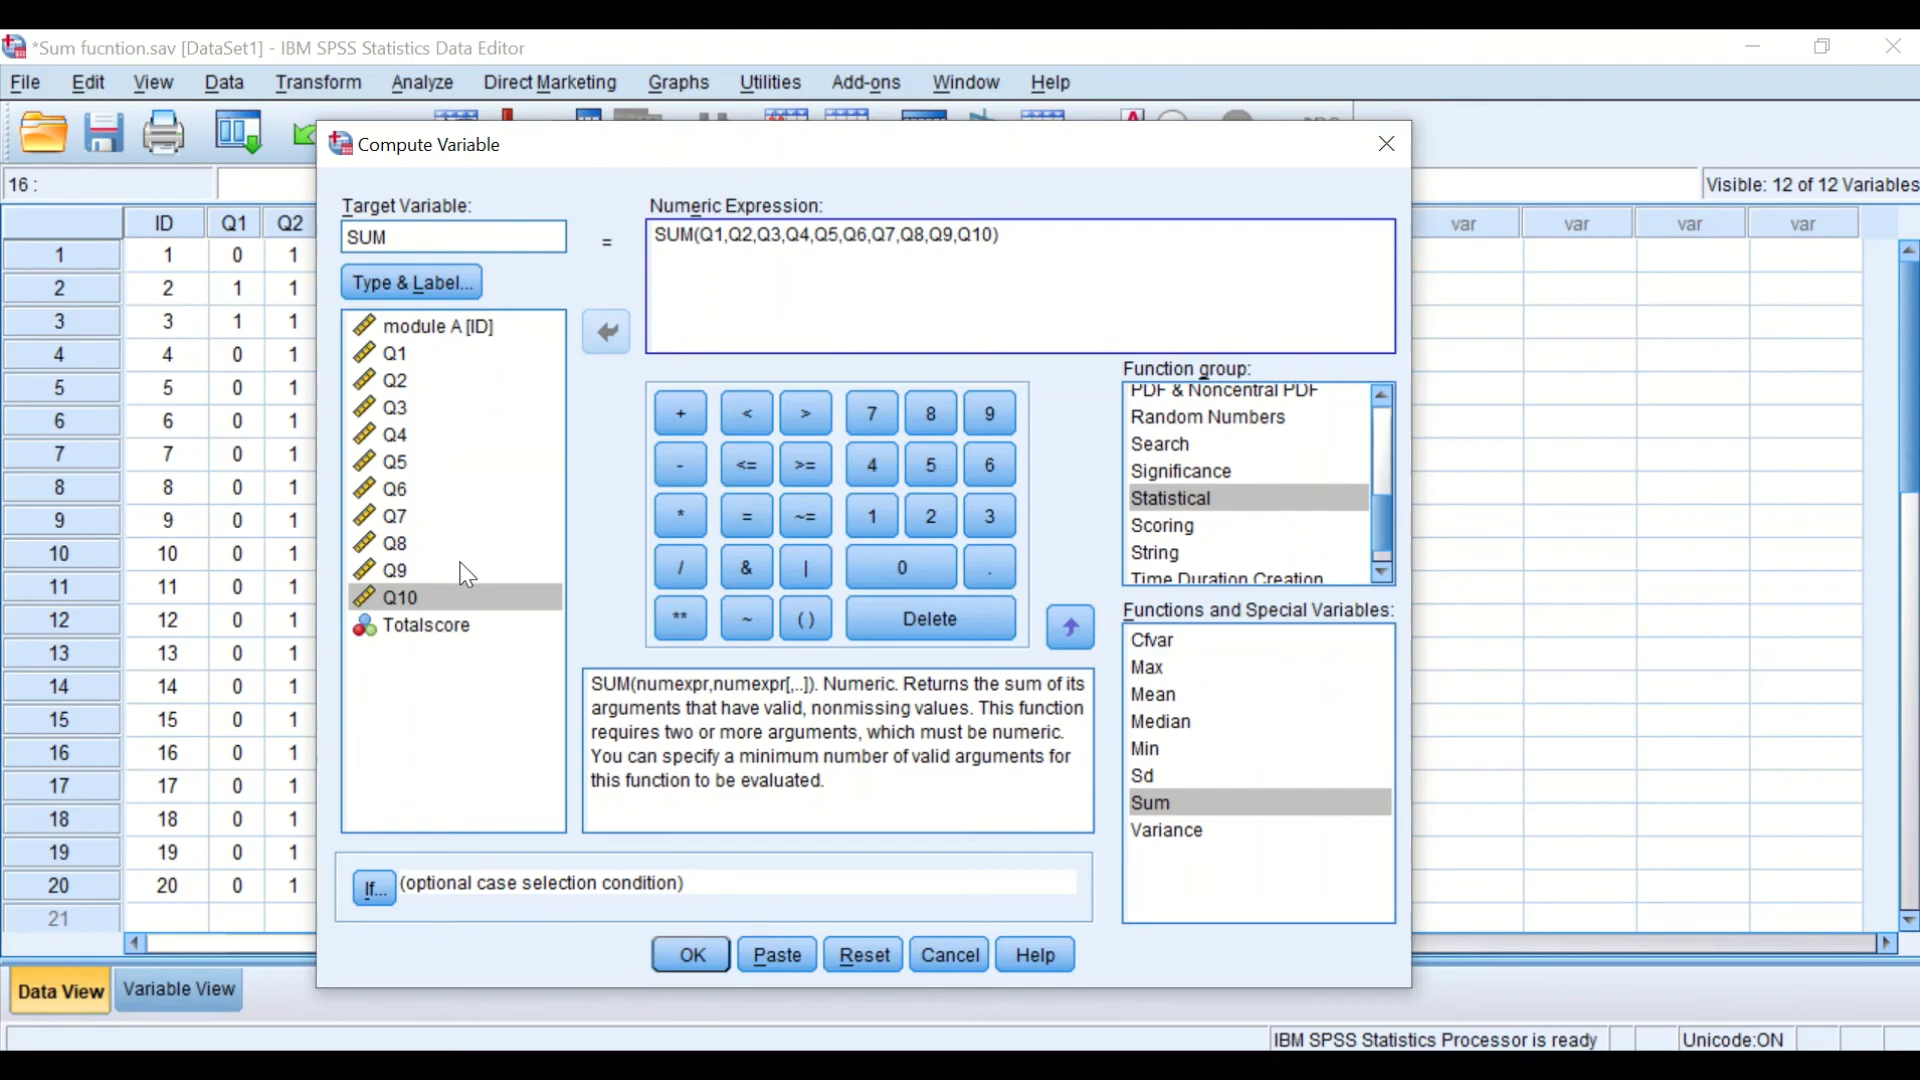 *Sum fucntion.sav [DataSet1] - IBM SPSS Statistics Data Editor
File Edit View Data Transform Analyze Direct Marketing Graphs Utilities Add-ons Window Help
Compute Variable
16 :
Visible: 12 of 12 Variables
Target Variable:
Numeric Expression:
SUM
=
SUM(Q1,Q2,Q3,Q4,Q5,Q6,Q7,Q8,Q9,Q10)
Type & Label...
module A [ID]
Q1
Q2
Q3
Q4
Q5
Q6
Q7
Q8
Q9
Q10
Totalscore
+ < > 7 8 9
- <= >= 4 5 6
* = ~= 1 2 3
/ & | 0 .
** ~ ( ) Delete
Function group:
PDF & Noncentral PDF
Random Numbers
Search
Significance
Statistical
Scoring
String
Time Duration Creation
Functions and Special Variables:
Cfvar
Max
Mean
Median
Min
Sd
Sum
Variance
SUM(numexpr,numexpr[,..]). Numeric. Returns the sum of its
arguments that have valid, nonmissing values. This function
requires two or more arguments, which must be numeric.
You can specify a minimum number of valid arguments for
this function to be evaluated.
If... (optional case selection condition)
OK Paste Reset Cancel Help
ID Q1 Q2 var var var var
1 1 0 1
2 2 1 1
3 3 1 1
4 4 0 1
5 5 0 1
6 6 0 1
7 7 0 1
8 8 0 1
9 9 0 1
10 10 0 1
11 11 0 1
12 12 0 1
13 13 0 1
14 14 0 1
15 15 0 1
16 16 0 1
17 17 0 1
18 18 0 1
19 19 0 1
20 20 0 1
21
Data View Variable View
IBM SPSS Statistics Processor is ready Unicode:ON